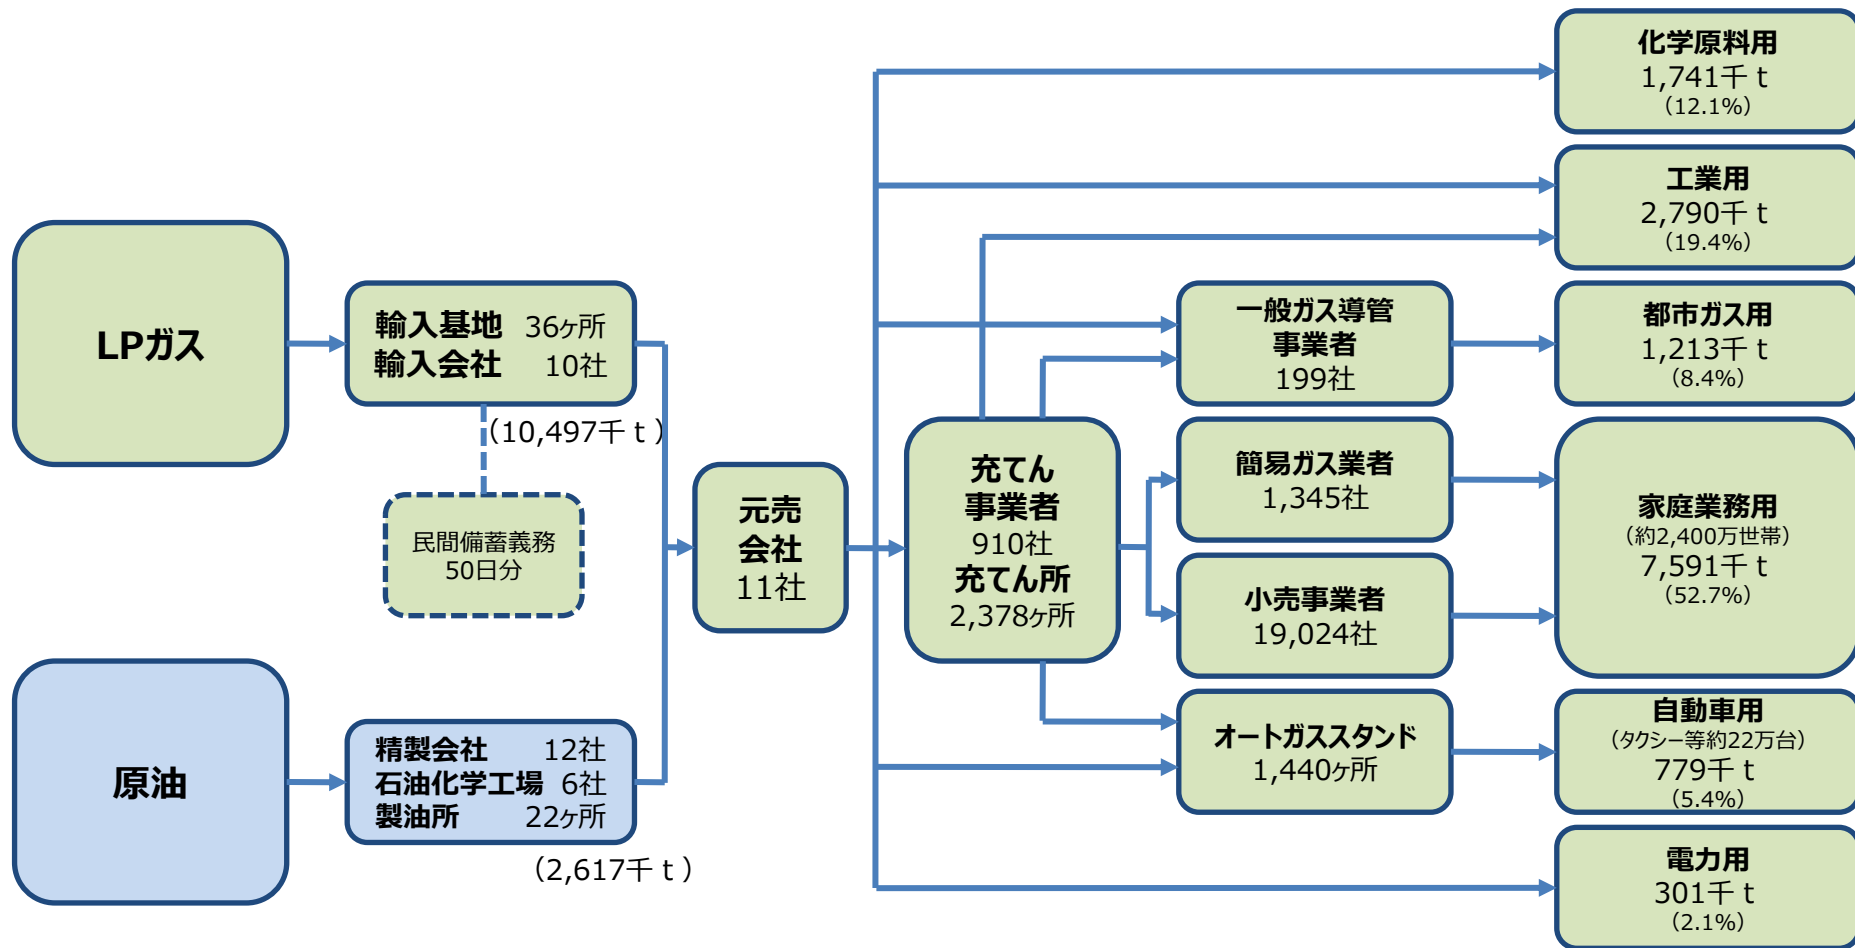 LPガス
輸入基地 36ヶ所
輸入会社 10社
（10,497千ｔ）
民間備蓄義務
50日分
原油
精製会社 12社
石油化学工場 6社
製油所 22ヶ所
（2,617千ｔ）
元売
会社
11社
充てん
事業者
910社
充てん所
2,378ヶ所
一般ガス導管
事業者
199社
簡易ガス業者
1,345社
小売事業者
19,024社
オートガススタンド
1,440ヶ所
化学原料用
1,741千ｔ
（12.1%）
工業用
2,790千ｔ
（19.4%）
都市ガス用
1,213千ｔ
（8.4%）
家庭業務用
（約2,400万世帯）
7,591千ｔ
（52.7%）
自動車用
（タクシー等約22万台）
779千ｔ
（5.4%）
電力用
301千ｔ
（2.1%）